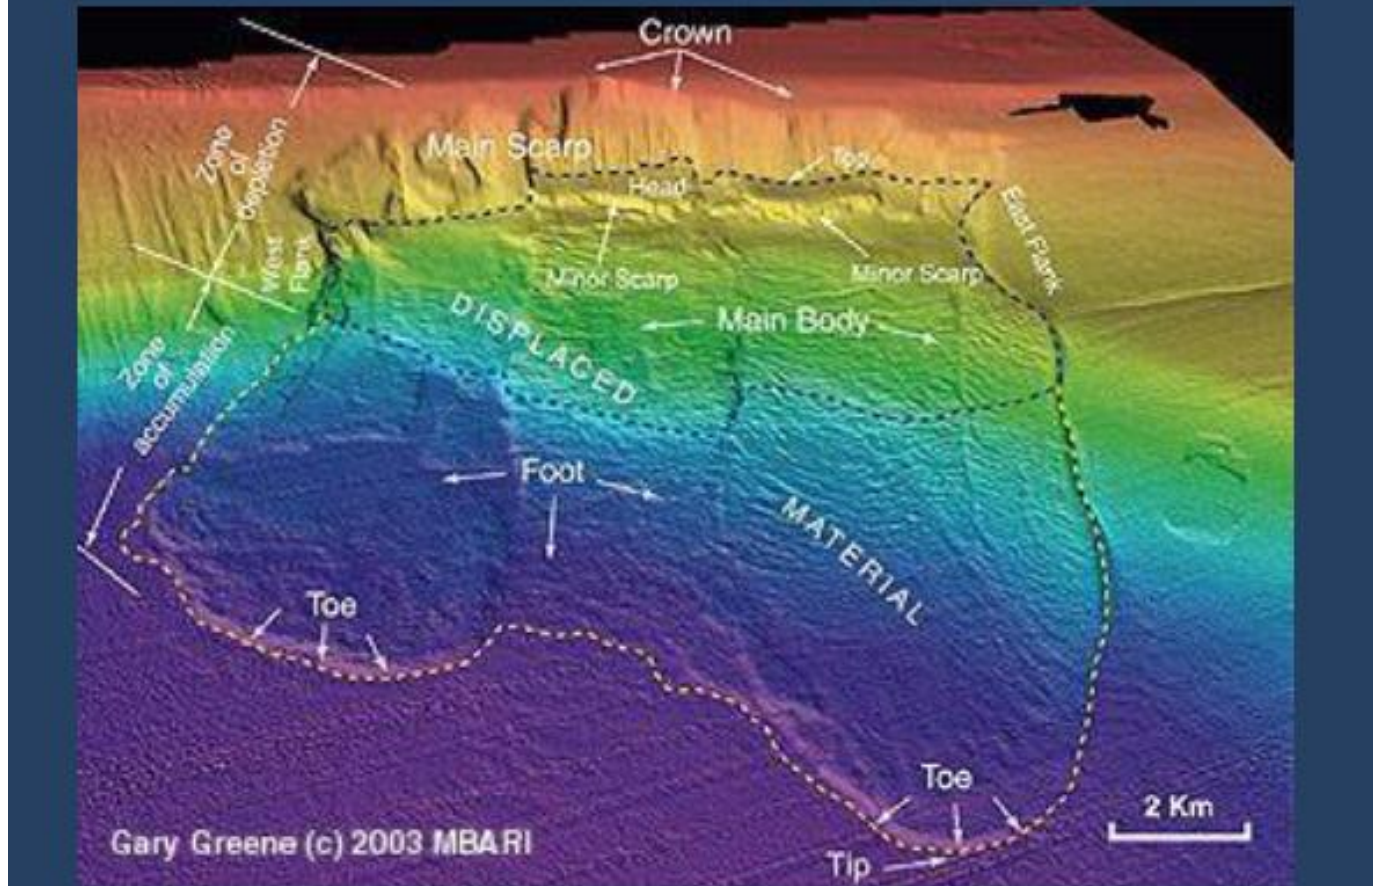 Crown
Zone
of
depletion
Main Scarp
Top
Head
West
Flank
East Flank
Minor Scarp
Minor Scarp
DISPLACED
Main Body
Zone
of
accumulation
Foot
MATERIAL
Toe
Toe
2 Km
Gary Greene (c) 2003 MBARI
Tip